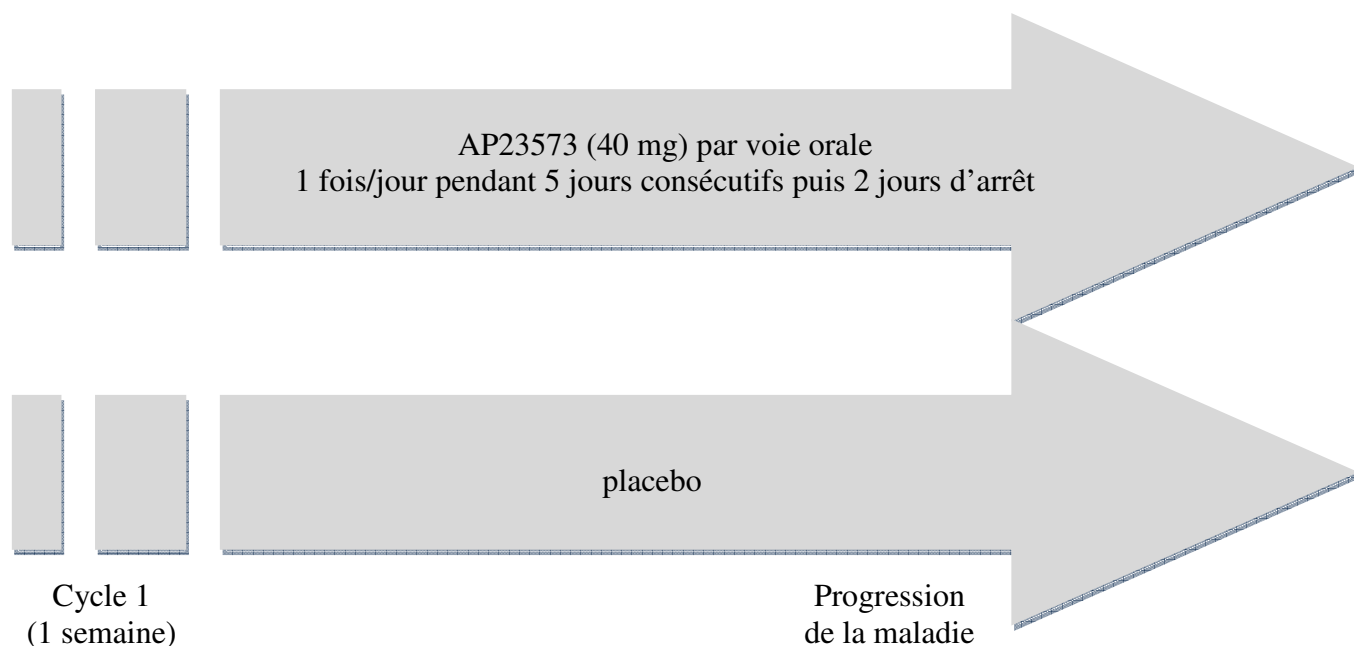 AP23573 (40 mg) par voie orale
1 fois/jour pendant 5 jours consécutifs puis 2 jours d’arrêt
placebo
Cycle 1
(1 semaine)
Progression
de la maladie